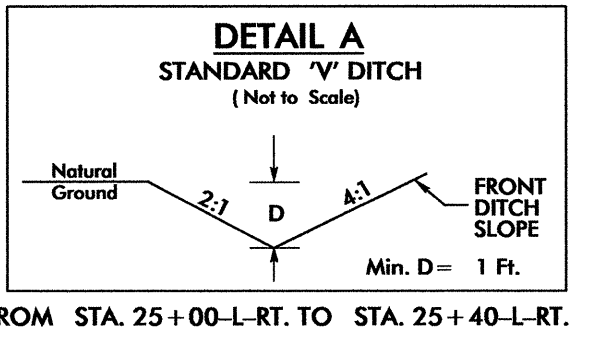 DETAIL A
STANDARD 'V' DITCH
(Not to Scale)
Natural
Ground
2:1
D
4:1
FRONT
DITCH
SLOPE
Min. D= 1 Ft.
ROM STA. 25+00-L-RT. TO STA. 25+40-L-RT.